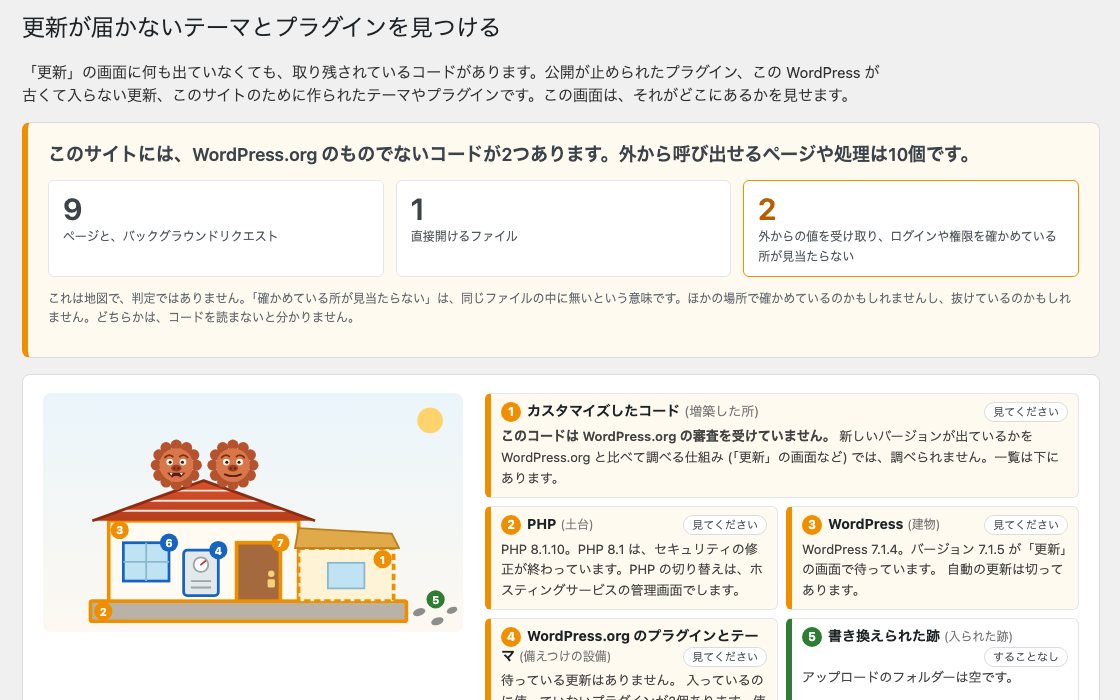 更新が届かないテーマとプラグインを見つける
「更新」の画面に何も出ていなくても、取り残されているコードがあります。公開が止められたプラグイン、この WordPress が
古くて入らない更新、このサイトのために作られたテーマやプラグインです。この画面は、それがどこにあるかを見せます。
このサイトには、WordPress.org のものでないコードが2つあります。外から呼び出せるページや処理は10個です。
9
ページと、バックグラウンドリクエスト
1
直接開けるファイル
2
外からの値を受け取り、ログインや権限を確かめている
所が見当たらない
これは地図で、判定ではありません。「確かめている所が見当たらない」は、同じファイルの中に無いという意味です。ほかの場所で確かめているのかもしれませんし、抜けているのかもしれ
ません。どちらかは、コードを読まないと分かりません。
3
6
4
7
1
2
5
1 カスタマイズしたコード (増築した所) 見てください
このコードは WordPress.org の審査を受けていません。 新しいバージョンが出ているかを
WordPress.org と比べて調べる仕組み (「更新」の画面など) では、調べられません。一覧は下に
あります。
2 PHP (土台) 見てください
PHP 8.1.10。PHP 8.1 は、セキュリティの修
正が終わっています。PHP の切り替えは、ホ
スティングサービスの管理画面でします。
3 WordPress (建物) 見てください
WordPress 7.1.4。バージョン 7.1.5 が「更新」
の画面で待っています。 自動の更新は切って
あります。
4 WordPress.org のプラグインとテー
マ (備えつけの設備) 見てください
待っている更新はありません。 入っているの
に使っていないプラグインが2個あります。使
5 書き換えられた跡 (入られた跡)
することなし
アップロードのフォルダーは空です。